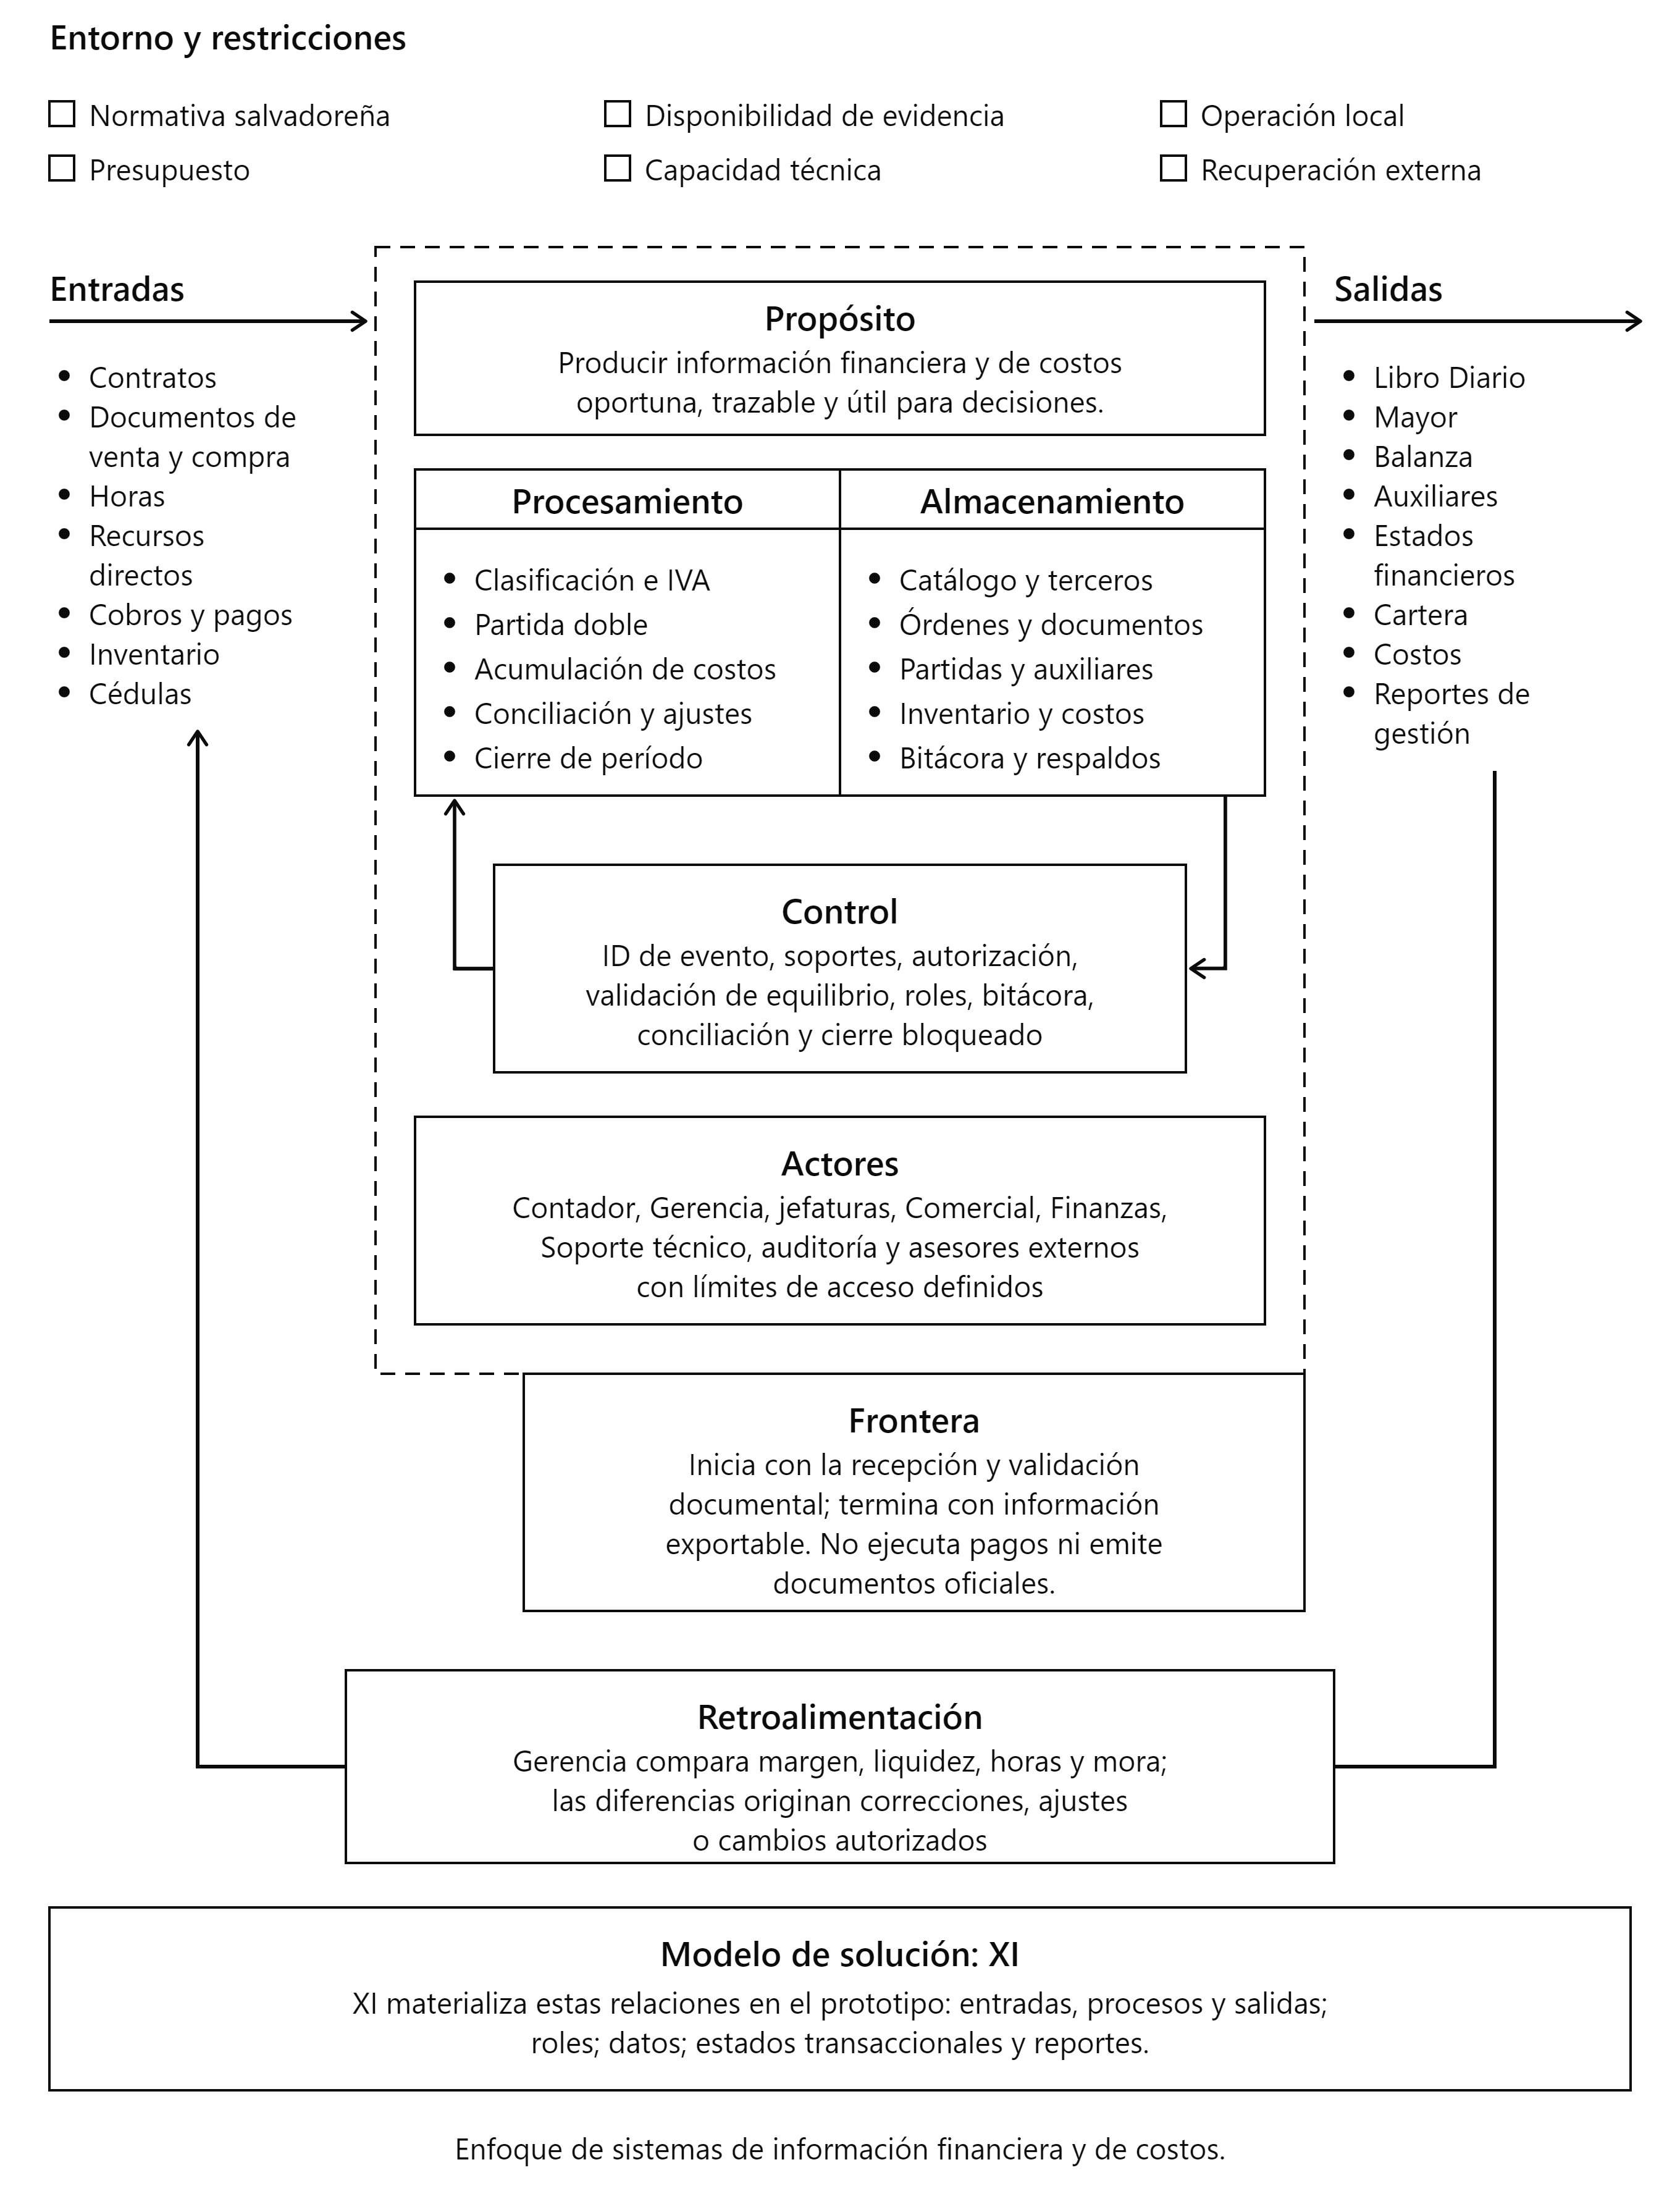 Entorno y restricciones
Normativa salvadoreña
Disponibilidad de evidencia
Operación local
Presupuesto
Capacidad técnica
Recuperación externa
Entradas
Contratos
Documentos de
venta y compra
Horas
Recursos
directos
Cobros y pagos
Inventario
Cédulas
Propósito
Producir información financiera y de costos
oportuna, trazable y útil para decisiones.
Procesamiento
Clasificación e IVA
Partida doble
Acumulación de costos
Conciliación y ajustes
Cierre de período
Almacenamiento
Catálogo y terceros
Órdenes y documentos
Partidas y auxiliares
Inventario y costos
Bitácora y respaldos
Control
ID de evento, soportes, autorización,
validación de equilibrio, roles, bitácora,
conciliación y cierre bloqueado
Actores
Contador, Gerencia, jefaturas, Comercial, Finanzas,
Soporte técnico, auditoría y asesores externos
con límites de acceso definidos
Frontera
Inicia con la recepción y validación
documental; termina con información
exportable. No ejecuta pagos ni emite
documentos oficiales.
Salidas
Libro Diario
Mayor
Balanza
Auxiliares
Estados
financieros
Cartera
Costos
Reportes de
gestión
Retroalimentación
Gerencia compara margen, liquidez, horas y mora;
las diferencias originan correcciones, ajustes
o cambios autorizados
Modelo de solución: XI
XI materializa estas relaciones en el prototipo: entradas, procesos y salidas;
roles; datos; estados transaccionales y reportes.
Enfoque de sistemas de información financiera y de costos.